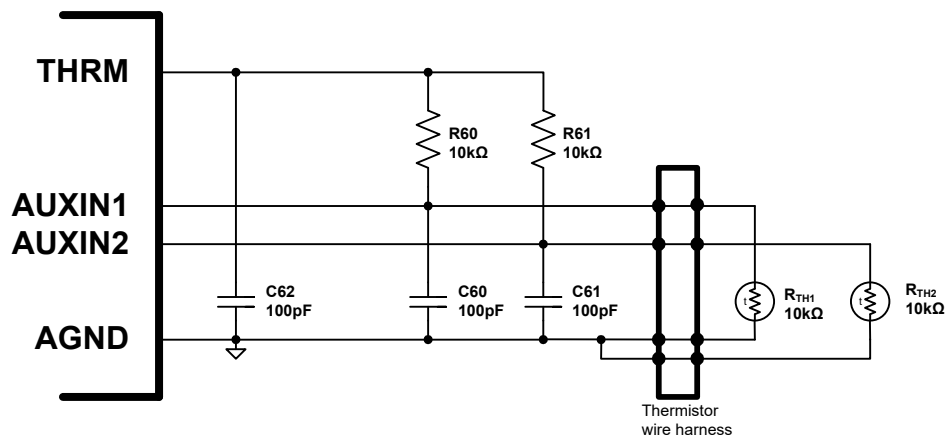 THRM
R60
10kΩ
R61
10kΩ
AUXIN1
AUXIN2
C62
100pF
C60
100pF
C61
100pF
t
RTH1
10kΩ
t
RTH2
10kΩ
AGND
Thermistor
wire harness